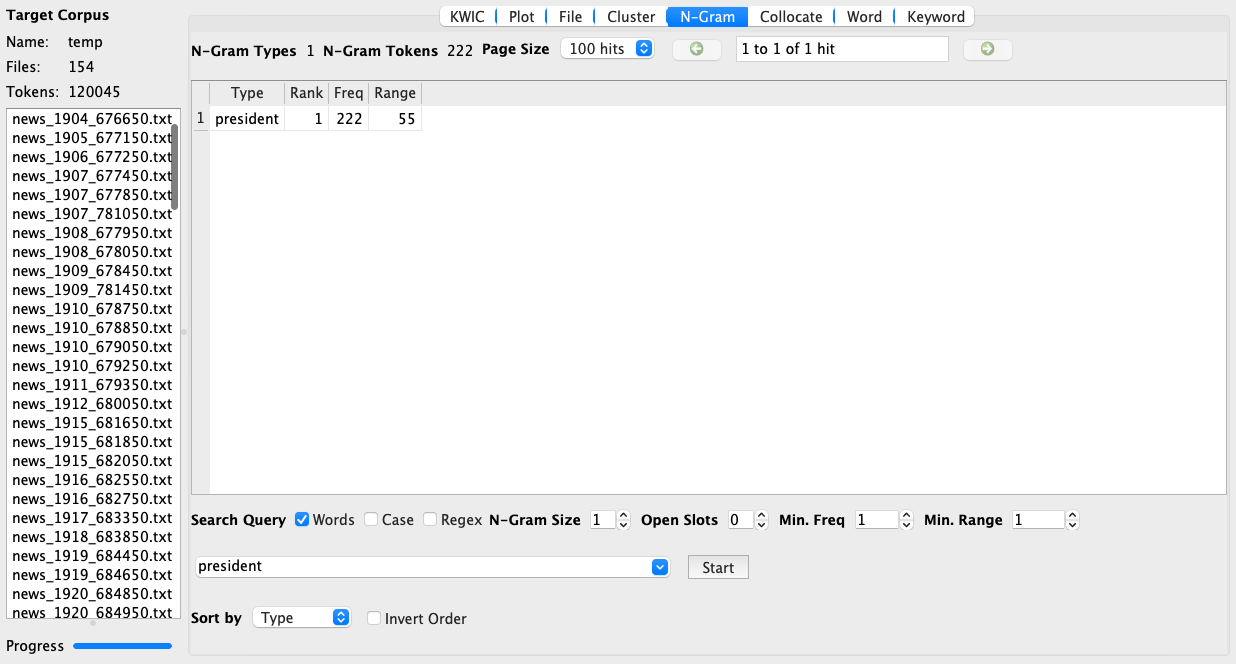 Target Corpus
Name: temp
Files: 154
Tokens: 120045
news_1904_676650.txt
news_1905_677150.txt
news_1906_677250.txt
news_1907_677450.txt
news_1907_677850.txt
news_1907_781050.txt
news_1908_677950.txt
news_1908_678050.txt
news_1909_678450.txt
news_1909_781450.txt
news_1910_678750.txt
news_1910_678850.txt
news_1910_679050.txt
news_1910_679250.txt
news_1911_679350.txt
news_1912_680050.txt
news_1915_681650.txt
news_1915_681850.txt
news_1915_682050.txt
news_1916_682550.txt
news_1916_682750.txt
news_1917_683350.txt
news_1918_683850.txt
news_1919_684450.txt
news_1919_684650.txt
news_1920_684850.txt
news_1920_684950.txt
Progress
KWIC Plot File Cluster N-Gram Collocate Word Keyword
N-Gram Types 1 N-Gram Tokens 222 Page Size 100 hits 1 to 1 of 1 hit
Type Rank Freq Range
1 president 1 222 55
Search Query Words Case Regex N-Gram Size 1 Open Slots 0 Min. Freq 1 Min. Range 1
president Start
Sort by Type Invert Order